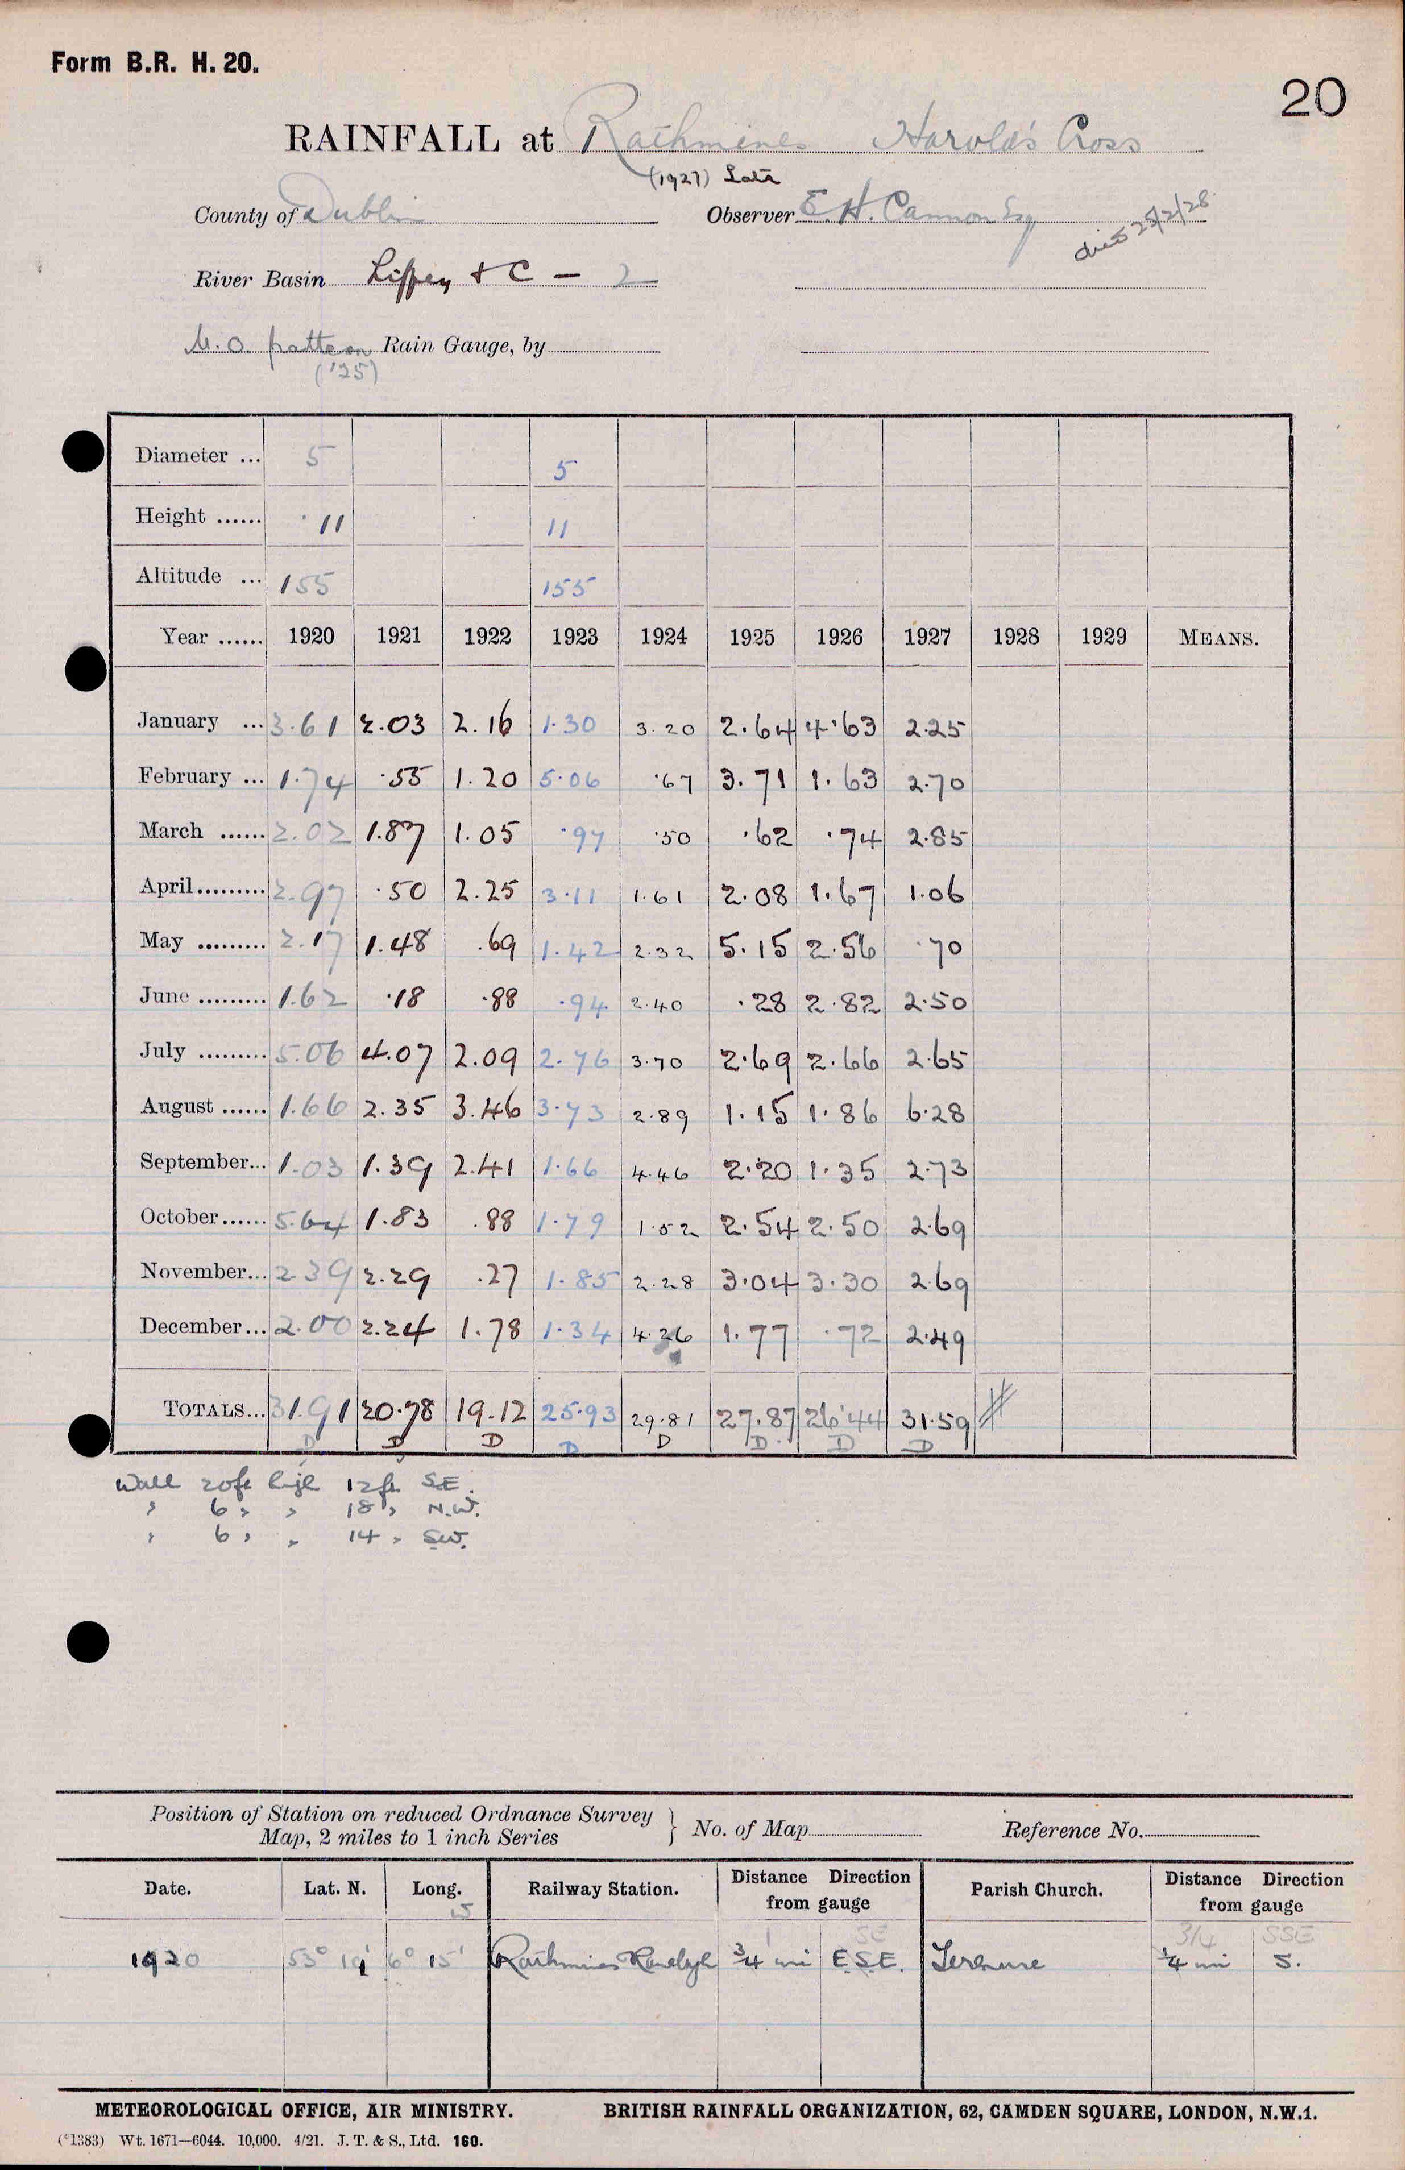 Form B.R. H. 20.
20
RAINFALL at Rathmines Harold's Cross
(1927) Late
County of Dublin Observer E. H. Cannon Esq died 25/2/28
River Basin Liffey & C – 2
M.O. pattern Rain Gauge, by
('25)
Diameter ... 5 5
Height ...... 11 11
Altitude ... 155 155
Year ...... 1920 1921 1922 1923 1924 1925 1926 1927 1928 1929 MEANS.
January ... 3.61 2.03 2.16 1.30 3.20 2.64 4.63 2.25
February ... 1.74 .55 1.20 5.06 .67 3.71 1.63 2.70
March ...... 2.02 1.87 1.05 .97 .50 .62 .74 2.85
April......... 2.97 .50 2.25 3.11 1.61 2.08 1.67 1.06
May ......... 2.17 1.48 .69 1.42 2.32 5.15 2.56 .70
June ......... 1.62 .18 .88 .94 2.40 .28 2.82 2.50
July ......... 5.06 4.07 2.09 2.76 3.70 2.69 2.66 2.65
August ...... 1.66 2.35 3.46 3.73 2.89 1.15 1.86 6.28
September... 1.03 1.39 2.41 1.66 4.46 2.20 1.35 2.73
October...... 5.64 1.83 .88 1.79 1.52 2.54 2.50 2.69
November... 2.39 2.29 .27 1.85 2.28 3.04 3.30 2.69
December... 2.00 2.24 1.78 1.34 4.26 1.77 .72 2.49
TOTALS... 31.91 20.78 19.12 25.93 29.81 27.87 26.44 31.59
D D D D D D D D
Wall 20ft high 12ft S.E.
" 6 " " 18 " N.W.
" 6 " " 14 " S.W.
Position of Station on reduced Ordnance Survey
Map, 2 miles to 1 inch Series } No. of Map Reference No.
Date. Lat. N. Long. W Railway Station. Distance Direction from gauge Parish Church. Distance Direction from gauge
1 SE 3/4 SSE
1920 53° 19' 6° 15' Rathmines & Ranelagh 3/4 mi E.S.E. Terenure 1/4 mi S.
METEOROLOGICAL OFFICE, AIR MINISTRY. BRITISH RAINFALL ORGANIZATION, 62, CAMDEN SQUARE, LONDON, N.W.1.
(*1383) Wt. 1671—6044. 10,000. 4/21. J. T. & S., Ltd. 160.